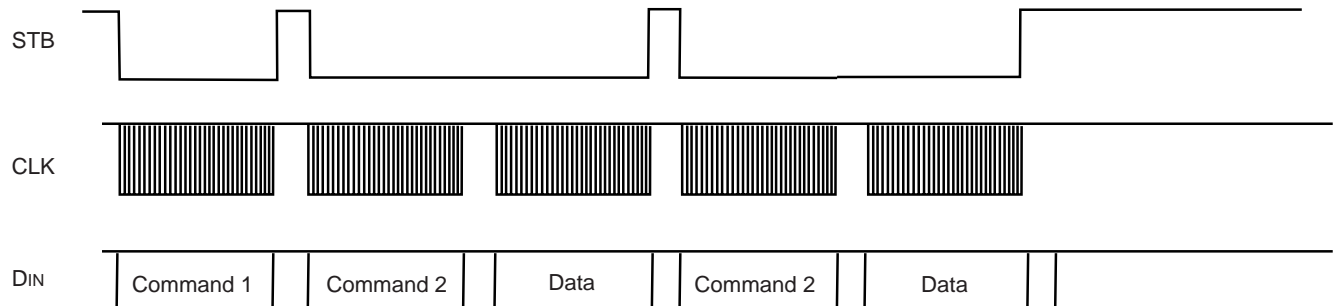 STB
CLK
DIN
Command 1 Command 2 Data Command 2 Data